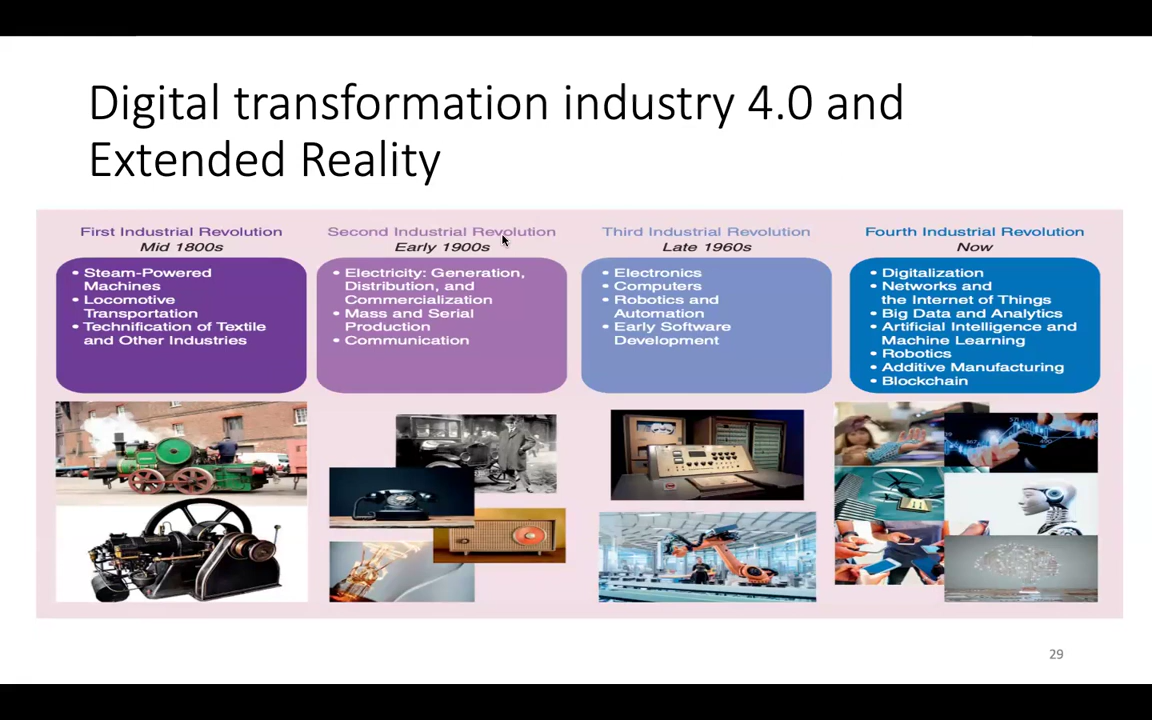 Digital transformation industry 4.0 and
Extended Reality
First Industrial Revolution
Mid 1800s
• Steam-Powered
Machines
• Locomotive
Transportation
• Technification of Textile
and Other Industries
Second Industrial Revolution
Early 1900s
• Electricity: Generation,
Distribution, and
Commercialization
• Mass and Serial
Production
• Communication
Third Industrial Revolution
Late 1960s
• Electronics
• Computers
• Robotics and
Automation
• Early Software
Development
Fourth Industrial Revolution
Now
• Digitalization
• Networks and
the Internet of Things
• Big Data and Analytics
• Artificial Intelligence and
Machine Learning
• Robotics
• Additive Manufacturing
• Blockchain
29